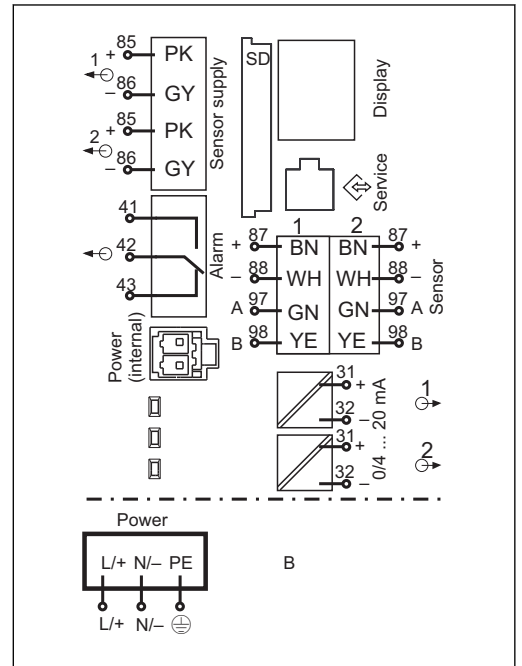 85
1 + PK
86
– GY
85
2 + PK
86
– GY
Sensor supply
SD
Display
Service
41
42
43
Alarm
1 2
87 + BN BN 87 +
88 – WH WH 88 –
97 A GN GN 97 A
98 B YE YE 98 B
Sensor
Power
(internal)
31
+
32
–
31
+
32
–
0/4 ... 20 mA
1
2
Power
L/+ N/– PE
L/+ N/–
B